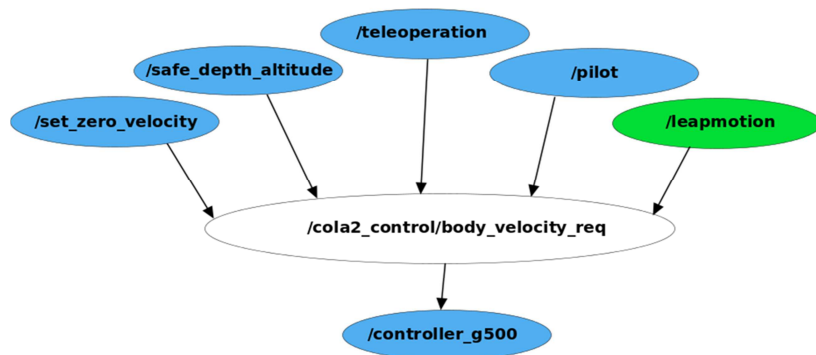 /teleoperation
/safe_depth_altitude
/pilot
/set_zero_velocity
/leapmotion
/cola2_control/body_velocity_req
/controller_g500